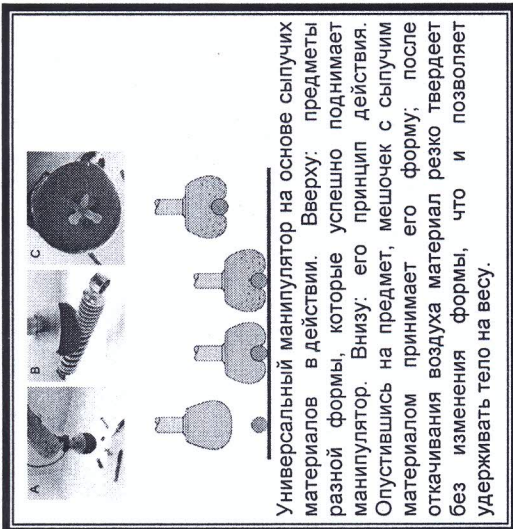 A
B
C
Универсальный манипулятор на основе сыпучих
материалов в действии. Вверху: предметы
разной формы, которые успешно поднимает
манипулятор. Внизу: его принцип действия.
Опустившись на предмет, мешочек с сыпучим
материалом принимает его форму; после
откачивания воздуха материал резко твердеет
без изменения формы, что и позволяет
удерживать тело на весу.